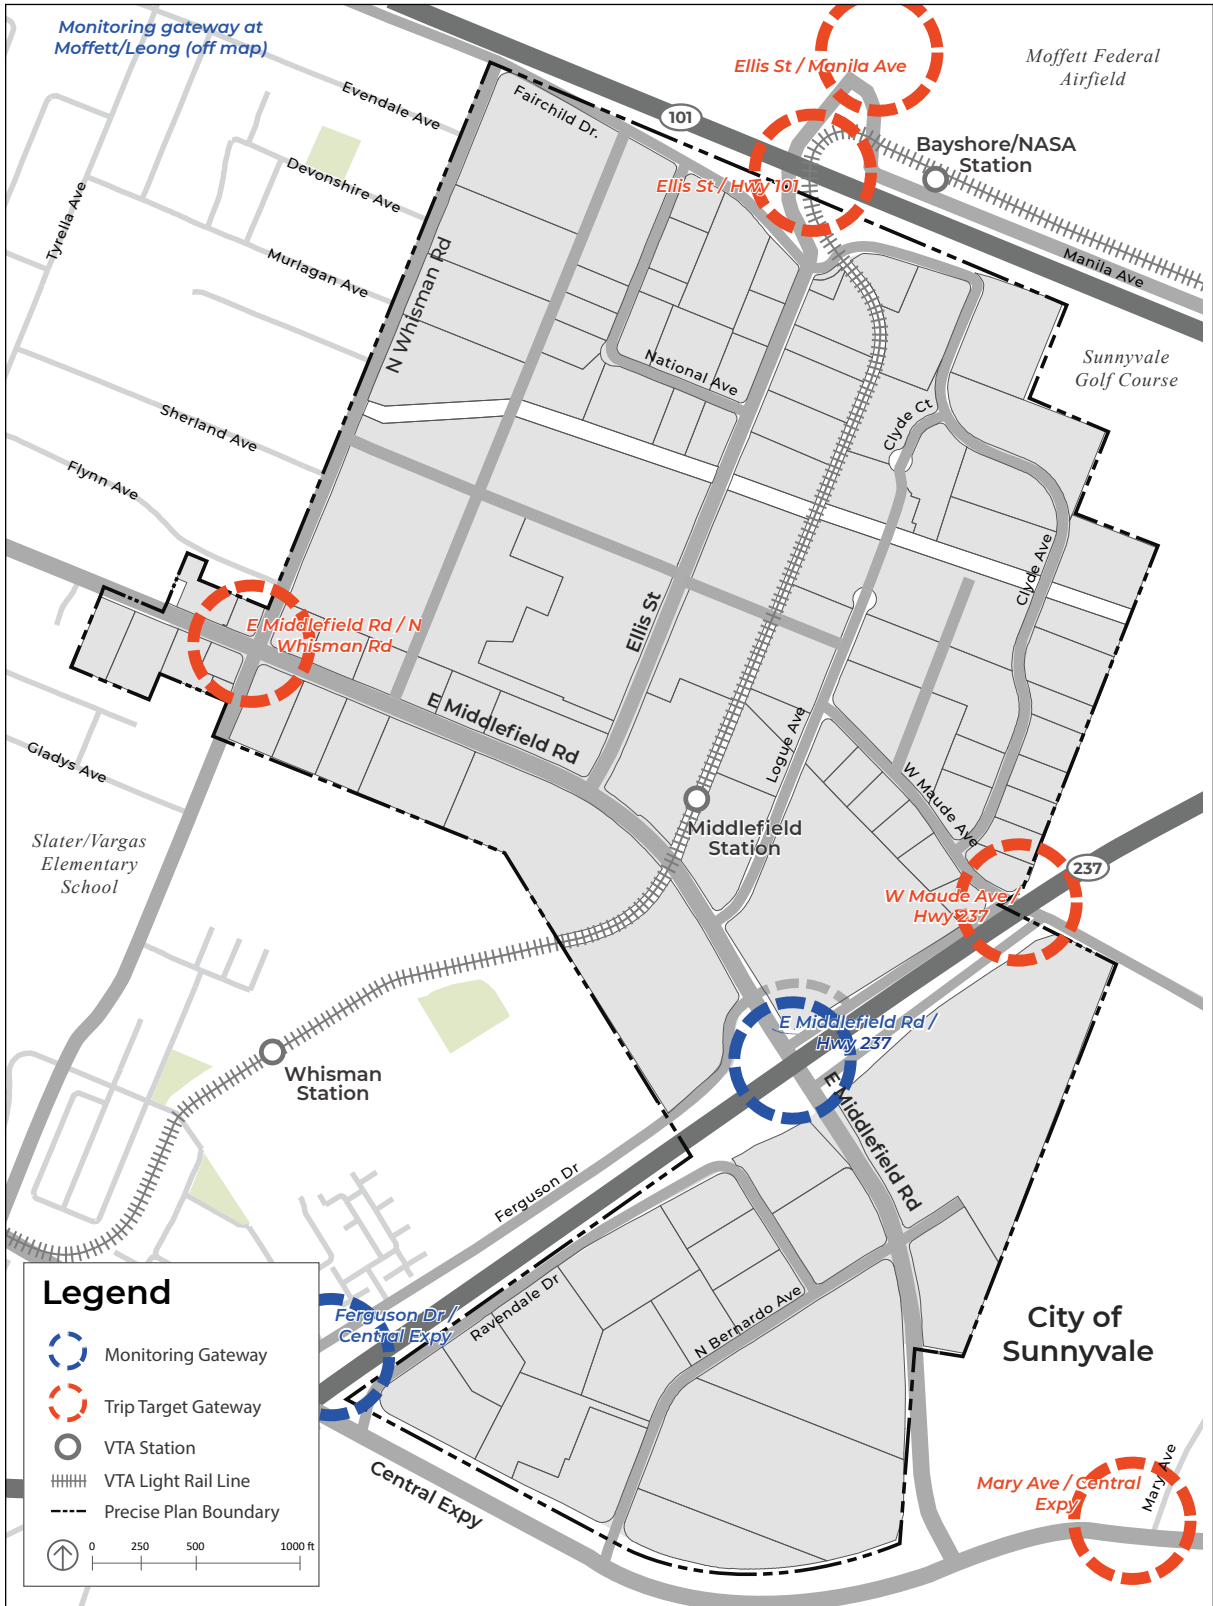 Monitoring gateway at
Moffett/Leong (off map)
Ellis St / Manila Ave
Moffett Federal
Airfield
Evendale Ave
Fairchild Dr.
101
Bayshore/NASA
Station
Devonshire Ave
Ellis St / Hwy 101
Tyrella Ave
Murlagan Ave
N Whisman Rd
Manila Ave
Sunnyvale
Golf Course
National Ave
Sherland Ave
Clyde Ct
Flynn Ave
Clyde Ave
Ellis St
E Middlefield Rd / N
Whisman Rd
E Middlefield Rd
Logue Ave
Gladys Ave
W Maude Ave
Middlefield
Station
Slater/Vargas
Elementary
School
237
W Maude Ave /
Hwy 237
E Middlefield Rd /
Hwy 237
Whisman
Station
E Middlefield Rd
Ferguson Dr
Legend
Monitoring Gateway
Trip Target Gateway
VTA Station
VTA Light Rail Line
Precise Plan Boundary
0 250 500 1000 ft
Ferguson Dr /
Central Expy
Ravendale Dr
N Bernardo Ave
City of
Sunnyvale
Central Expy
Mary Ave / Central
Expy
Mary Ave